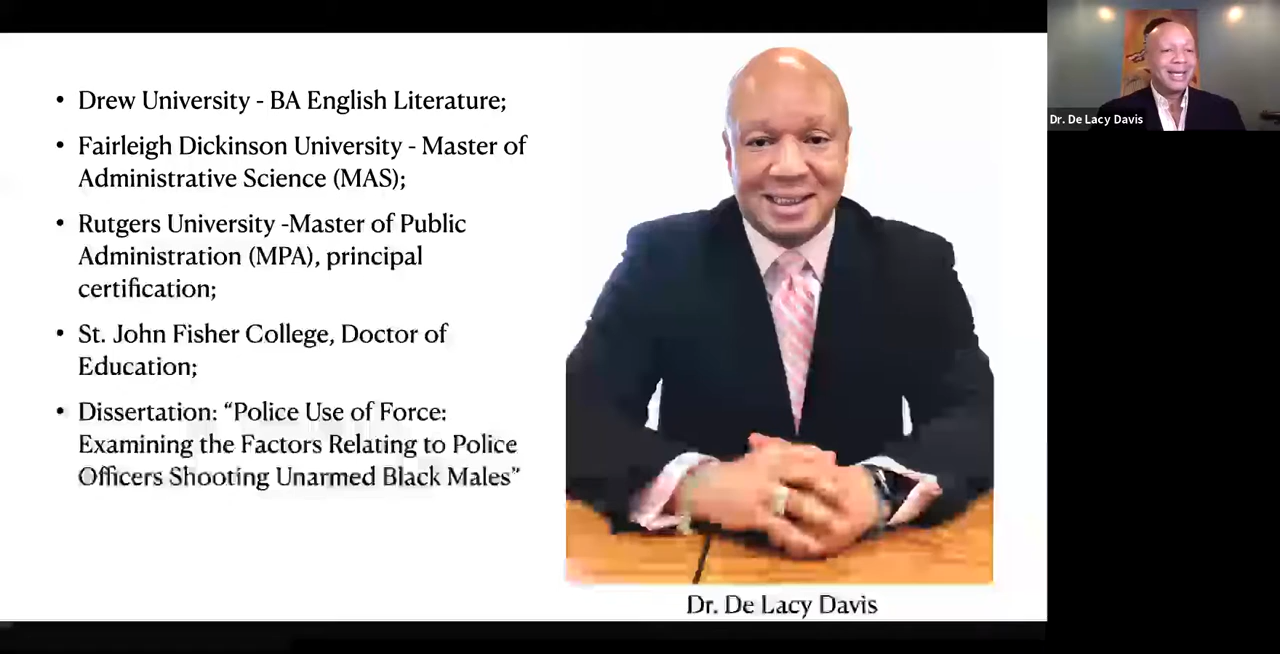 • Drew University - BA English Literature;
• Fairleigh Dickinson University - Master of
Administrative Science (MAS);
• Rutgers University -Master of Public
Administration (MPA), principal
certification;
• St. John Fisher College, Doctor of
Education;
• Dissertation: “Police Use of Force:
Examining the Factors Relating to Police
Officers Shooting Unarmed Black Males”
Dr. De Lacy Davis
Dr. De Lacy Davis